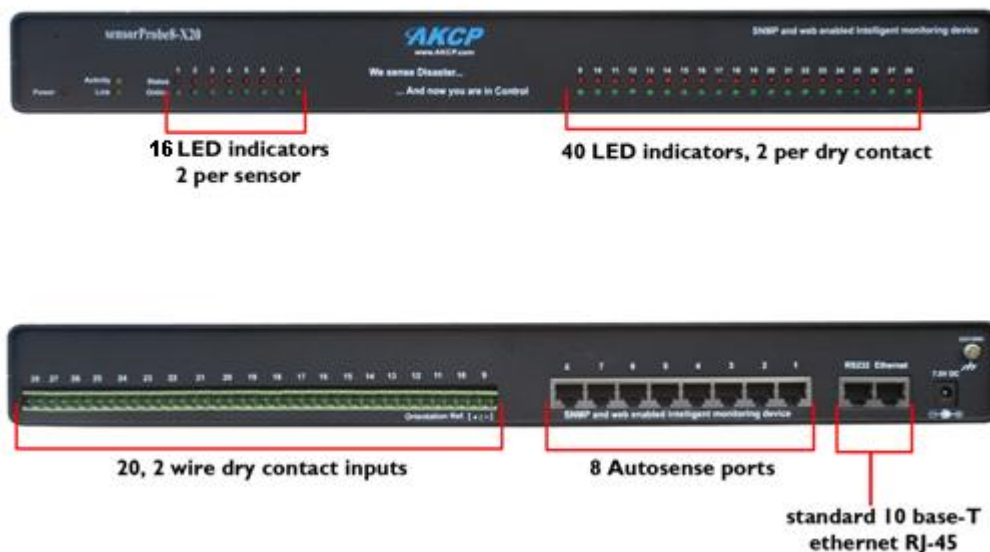 sensorProbe8-X20
AKCP
www.AKCP.com
SNMP and web enabled intelligent monitoring device
We sense Disaster...
... And now you are in Control
Power
Activity
Link
Status
Online
1 2 3 4 5 6 7 8
9 10 11 12 13 14 15 16 17 18 19 20 21 22 23 24 25 26 27 28
16 LED indicators
2 per sensor
40 LED indicators, 2 per dry contact
28 27 26 25 24 23 22 21 20 19 18 17 16 15 14 13 12 11 10 9
Orientation Ref. [+|-]
8 7 6 5 4 3 2 1
SNMP and web enabled intelligent monitoring device
RS232 Ethernet
7.5V DC
20, 2 wire dry contact inputs
8 Autosense ports
standard 10 base-T
ethernet RJ-45